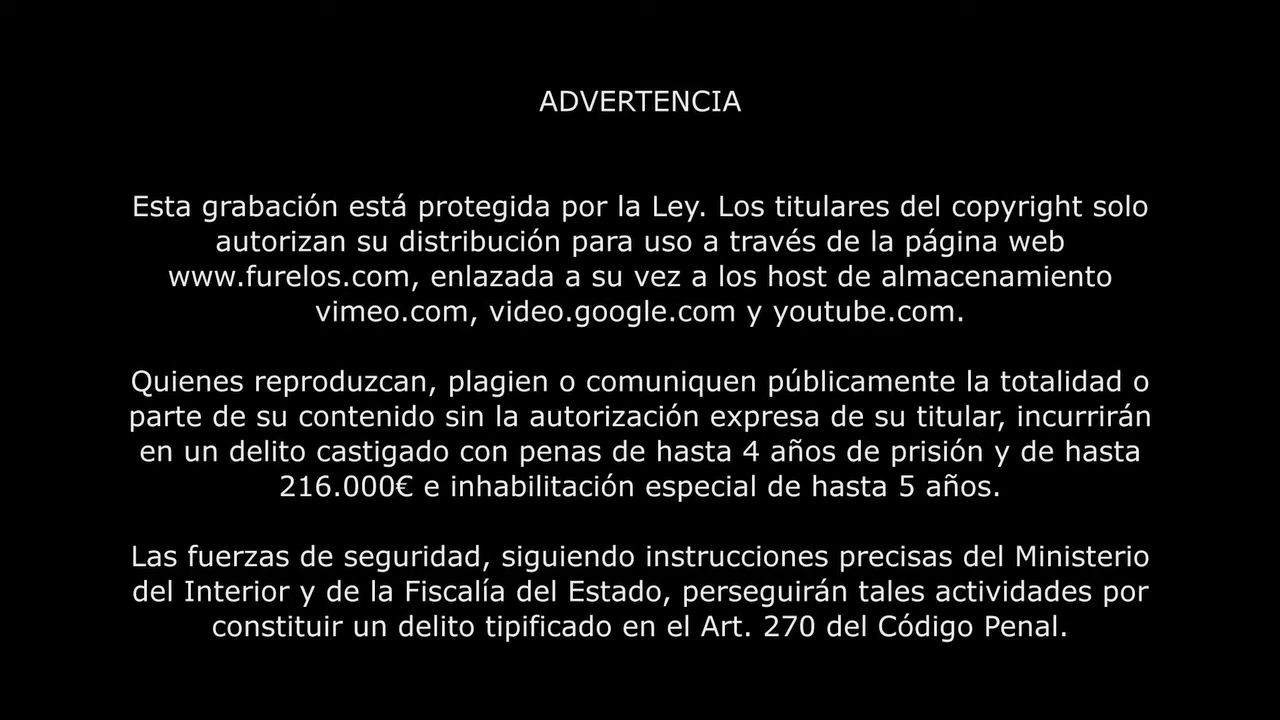 ADVERTENCIA
Esta grabación está protegida por la Ley. Los titulares del copyright solo
autorizan su distribución para uso a través de la página web
www.furelos.com, enlazada a su vez a los host de almacenamiento
vimeo.com, video.google.com y youtube.com.
Quienes reproduzcan, plagien o comuniquen públicamente la totalidad o
parte de su contenido sin la autorización expresa de su titular, incurrirán
en un delito castigado con penas de hasta 4 años de prisión y de hasta
216.000€ e inhabilitación especial de hasta 5 años.
Las fuerzas de seguridad, siguiendo instrucciones precisas del Ministerio
del Interior y de la Fiscalía del Estado, perseguirán tales actividades por
constituir un delito tipificado en el Art. 270 del Código Penal.